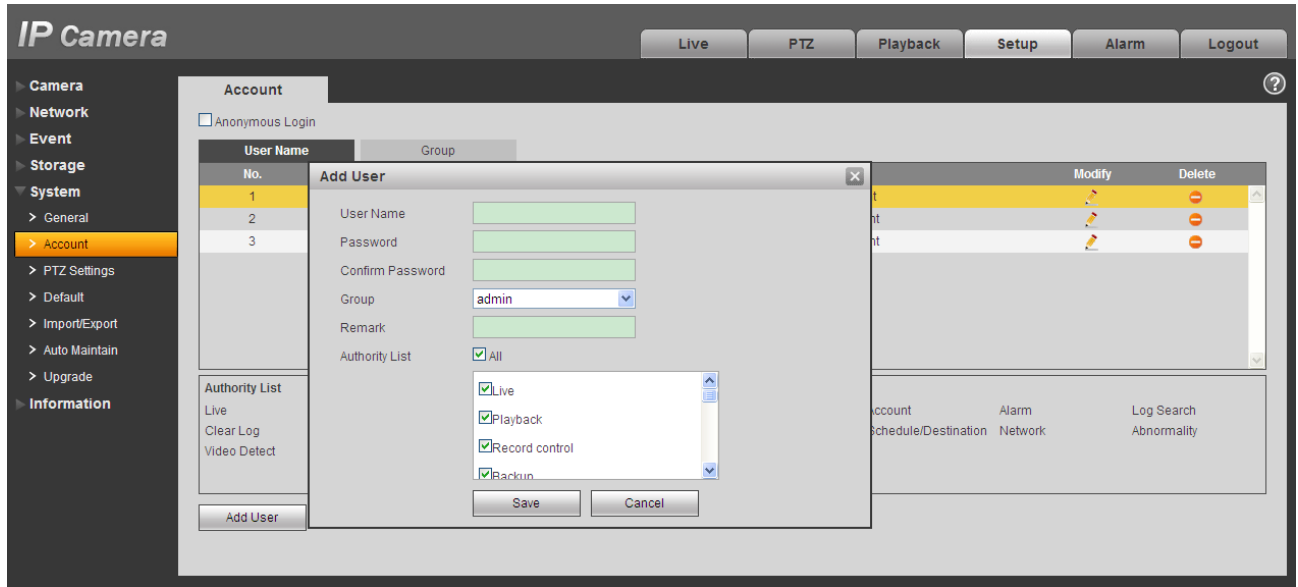 IP Camera
Live PTZ Playback Setup Alarm Logout
Camera
Network
Event
Storage
System
> General
> Account
> PTZ Settings
> Default
> Import/Export
> Auto Maintain
> Upgrade
Information
Account
?
Anonymous Login
User Name Group
No. Modify Delete
1
2
3
Add User
User Name
Password
Confirm Password
Group admin
Remark
Authority List All
Live
Playback
Record control
Backup
Save Cancel
Authority List
Live Account Alarm Log Search
Clear Log Schedule/Destination Network Abnormality
Video Detect
Add User